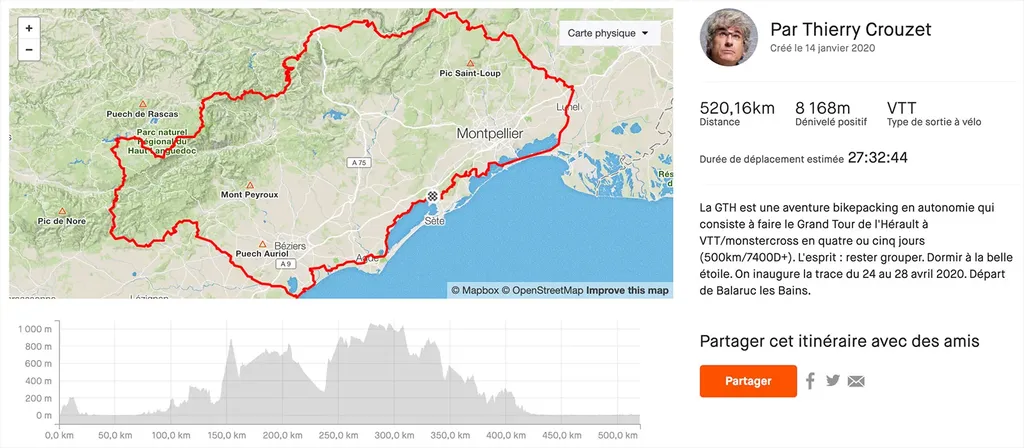 +
−
Carte physique
Pic Saint-Loup
Puech de Rascas
Parc naturel
Régional du
Haut Languedoc
Lunel
Montpellier
A 75
Mont Peyroux
Pic de Nore
Sète
Puech Auriol
Béziers
A 9
Agde
Lézignan
© Mapbox © OpenStreetMap Improve this map
1 000 m
800 m
600 m
400 m
200 m
0 m
0,0 km
50,0 km
100,0 km
150,0 km
200,0 km
250,0 km
300,0 km
350,0 km
400,0 km
450,0 km
500,0 km
Par Thierry Crouzet
Créé le 14 janvier 2020
520,16km
Distance
8 168m
Dénivelé positif
VTT
Type de sortie à vélo
Durée de déplacement estimée 27:32:44
La GTH est une aventure bikepacking en autonomie qui
consiste à faire le Grand Tour de l'Hérault à
VTT/monstercross en quatre ou cinq jours
(500km/7400D+). L'esprit : rester grouper. Dormir à la belle
étoile. On inaugure la trace du 24 au 28 avril 2020. Départ
de Balaruc les Bains.
Partager cet itinéraire avec des amis
Partager